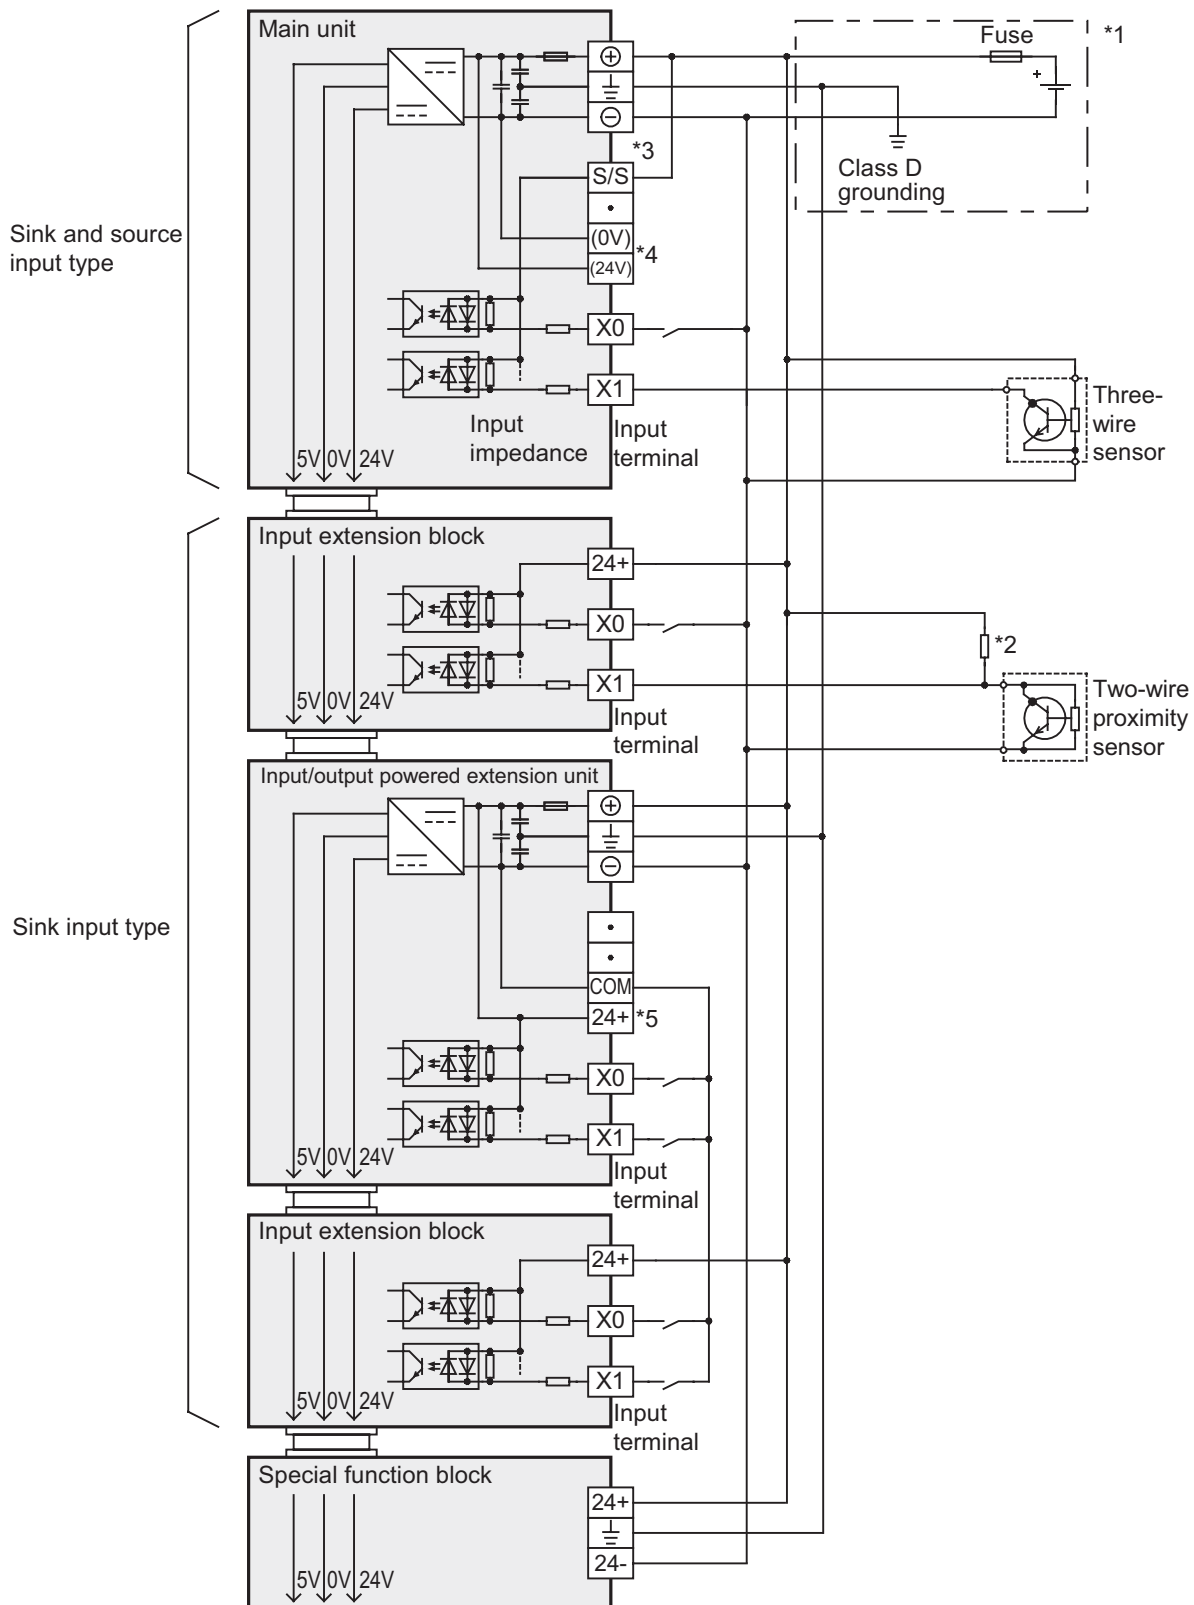 Main unit
Fuse
*1
+
*3
S/S
Class D
grounding
(0V)
*4
(24V)
Sink and source
input type
X0
X1
Three-
wire
sensor
Input
impedance
Input
terminal
5V 0V 24V
Input extension block
24+
X0
*2
X1
Two-wire
proximity
sensor
Input
terminal
5V 0V 24V
Input/output powered extension unit
Sink input type
COM
24+ *5
X0
X1
5V 0V 24V
Input
terminal
Input extension block
24+
X0
X1
5V 0V 24V
Input
terminal
Special function block
24+
24-
5V 0V 24V